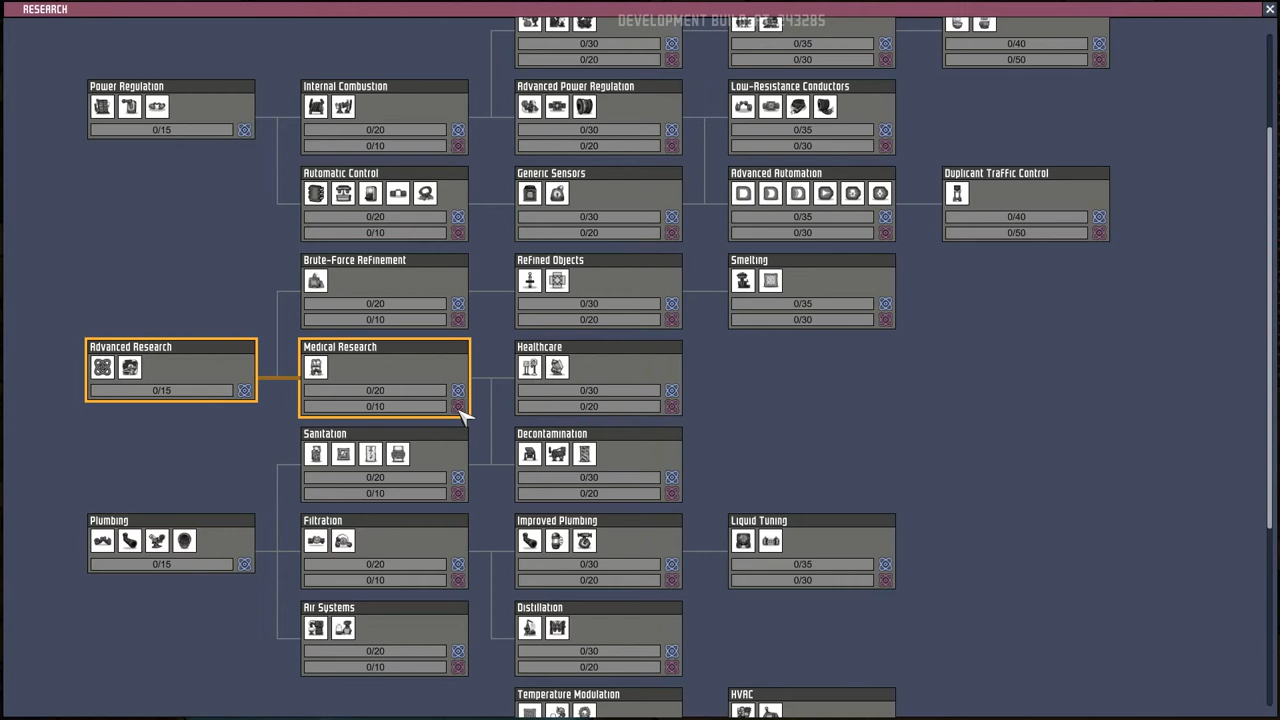 RESEARCH
0/30
0/20
0/35
0/30
0/40
0/50
Power Regulation
0/15
Internal Combustion
0/20
0/10
Advanced Power Regulation
0/30
0/20
Low-Resistance Conductors
0/35
0/30
Automatic Control
0/20
0/10
Generic Sensors
0/30
0/20
Advanced Automation
0/35
0/30
Duplicant Traffic Control
0/40
0/50
Brute-Force Refinement
0/20
0/10
Refined Objects
0/30
0/20
Smelting
0/35
0/30
Advanced Research
0/15
Medical Research
0/20
0/10
Healthcare
0/30
0/20
Sanitation
0/20
0/10
Decontamination
0/30
0/20
Plumbing
0/15
Filtration
0/20
0/10
Improved Plumbing
0/30
0/20
Liquid Tuning
0/35
0/30
Air Systems
0/20
0/10
Distillation
0/30
0/20
Temperature Modulation
HVAC